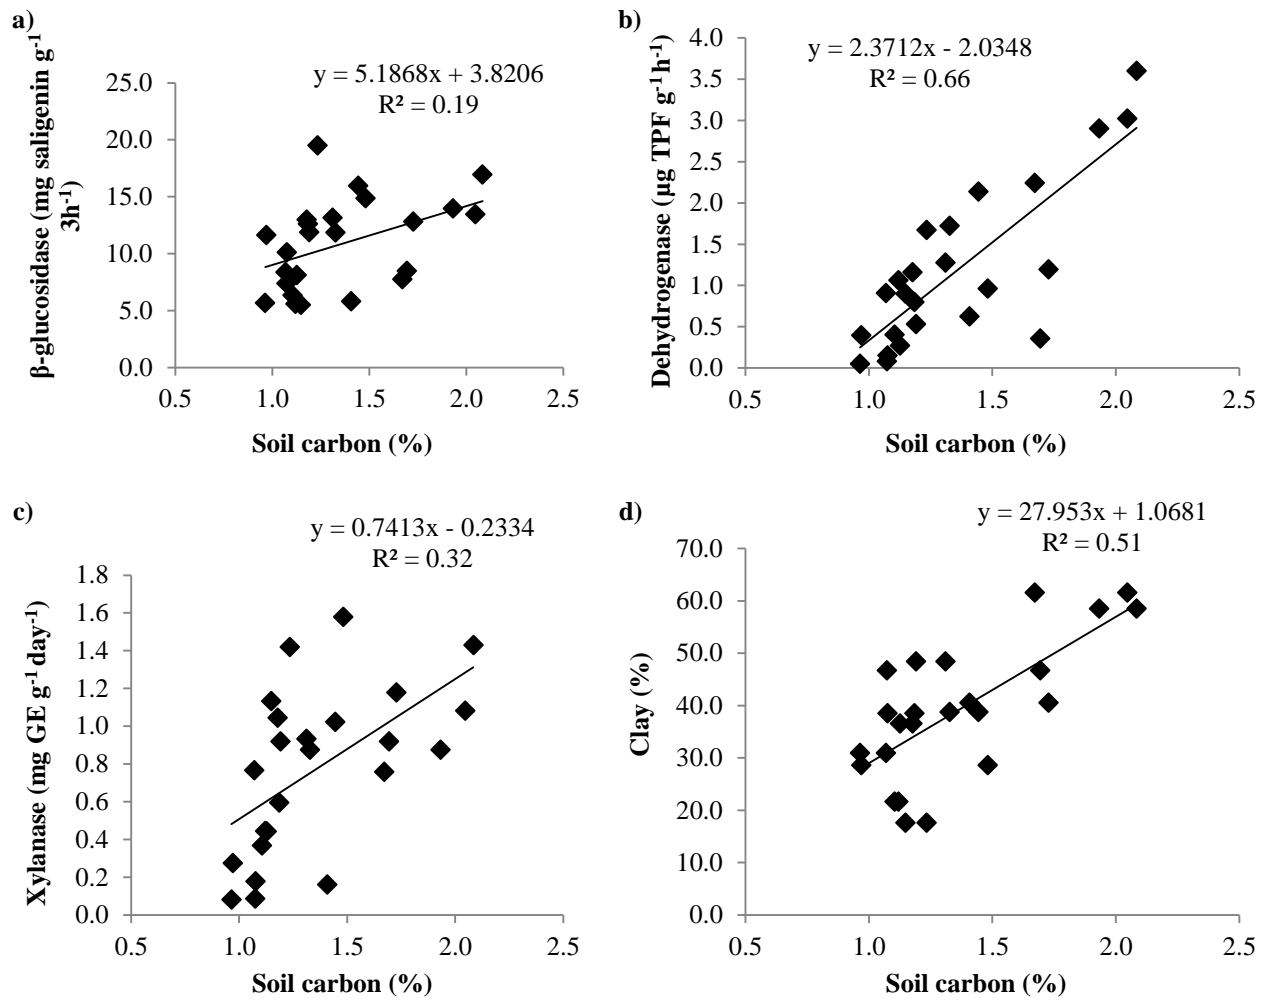 a)
y = 5.1868x + 3.8206
R² = 0.19
β-glucosidase (mg saligenin g⁻¹
3h⁻¹)
25.0
20.0
15.0
10.0
5.0
0.0
0.5 1.0 1.5 2.0 2.5
Soil carbon (%)
b)
y = 2.3712x - 2.0348
R² = 0.66
Dehydrogenase (µg TPF g⁻¹h⁻¹)
4.0
3.5
3.0
2.5
2.0
1.5
1.0
0.5
0.0
0.5 1.0 1.5 2.0 2.5
Soil carbon (%)
c)
y = 0.7413x - 0.2334
R² = 0.32
Xylanase (mg GE g⁻¹ day⁻¹)
1.8
1.6
1.4
1.2
1.0
0.8
0.6
0.4
0.2
0.0
0.5 1.0 1.5 2.0 2.5
Soil carbon (%)
d)
y = 27.953x + 1.0681
R² = 0.51
Clay (%)
70.0
60.0
50.0
40.0
30.0
20.0
10.0
0.0
0.5 1.0 1.5 2.0 2.5
Soil carbon (%)